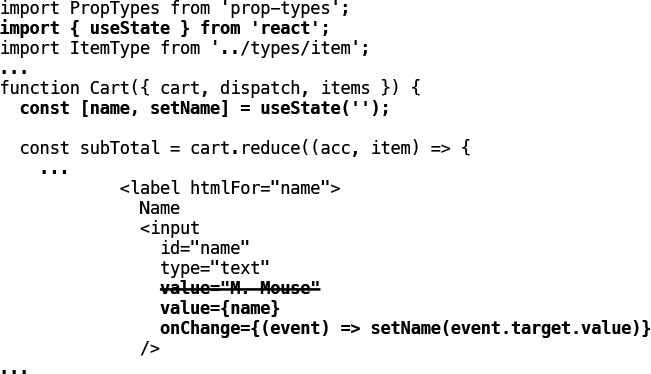 import PropTypes from 'prop-types';
import { useState } from 'react';
import ItemType from '../types/item';
...
function Cart({ cart, dispatch, items }) {
  const [name, setName] = useState('');

  const subTotal = cart.reduce((acc, item) => {
    ...
            <label htmlFor="name">
              Name
              <input
                id="name"
                type="text"
                value="M. Mouse"
                value={name}
                onChange={(event) => setName(event.target.value)}
              />
...